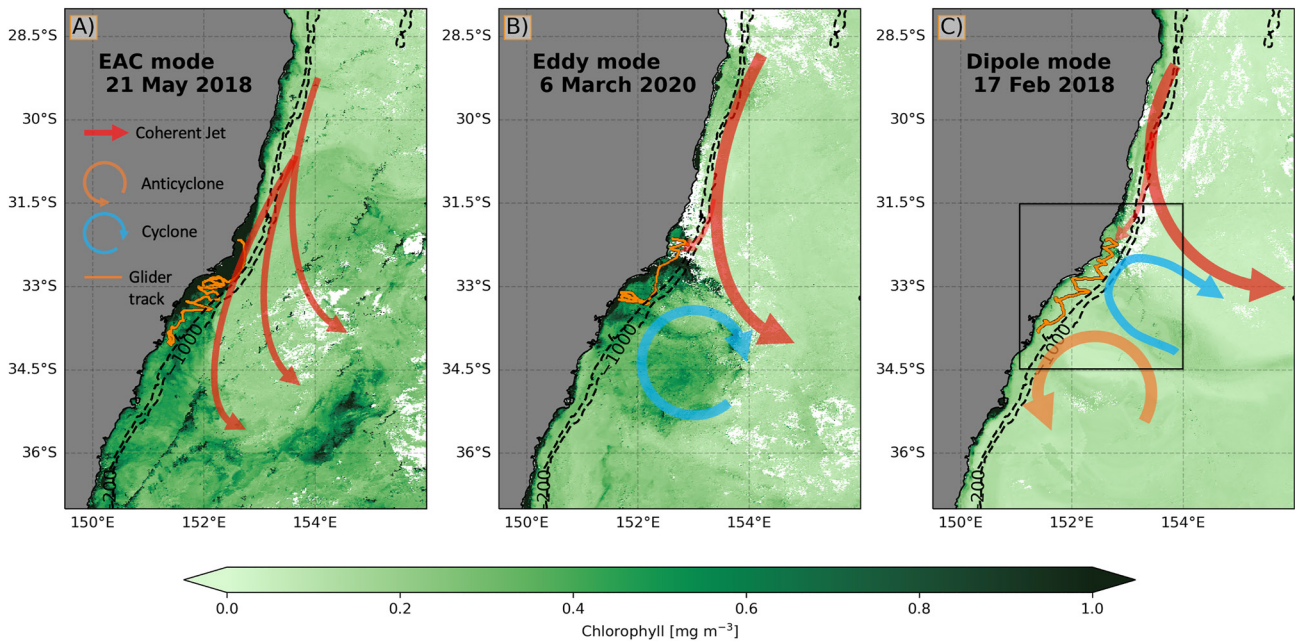 A)
EAC mode
21 May 2018
Coherent Jet
Anticyclone
Cyclone
Glider
track
1000
200
28.5°S
30°S
31.5°S
33°S
34.5°S
36°S
150°E
152°E
154°E
B)
Eddy mode
6 March 2020
1000
200
28.5°S
30°S
31.5°S
33°S
34.5°S
36°S
150°E
152°E
154°E
C)
Dipole mode
17 Feb 2018
1000
200
28.5°S
30°S
31.5°S
33°S
34.5°S
36°S
150°E
152°E
154°E
0.0
0.2
0.4
0.6
0.8
1.0
Chlorophyll [mg m⁻³]